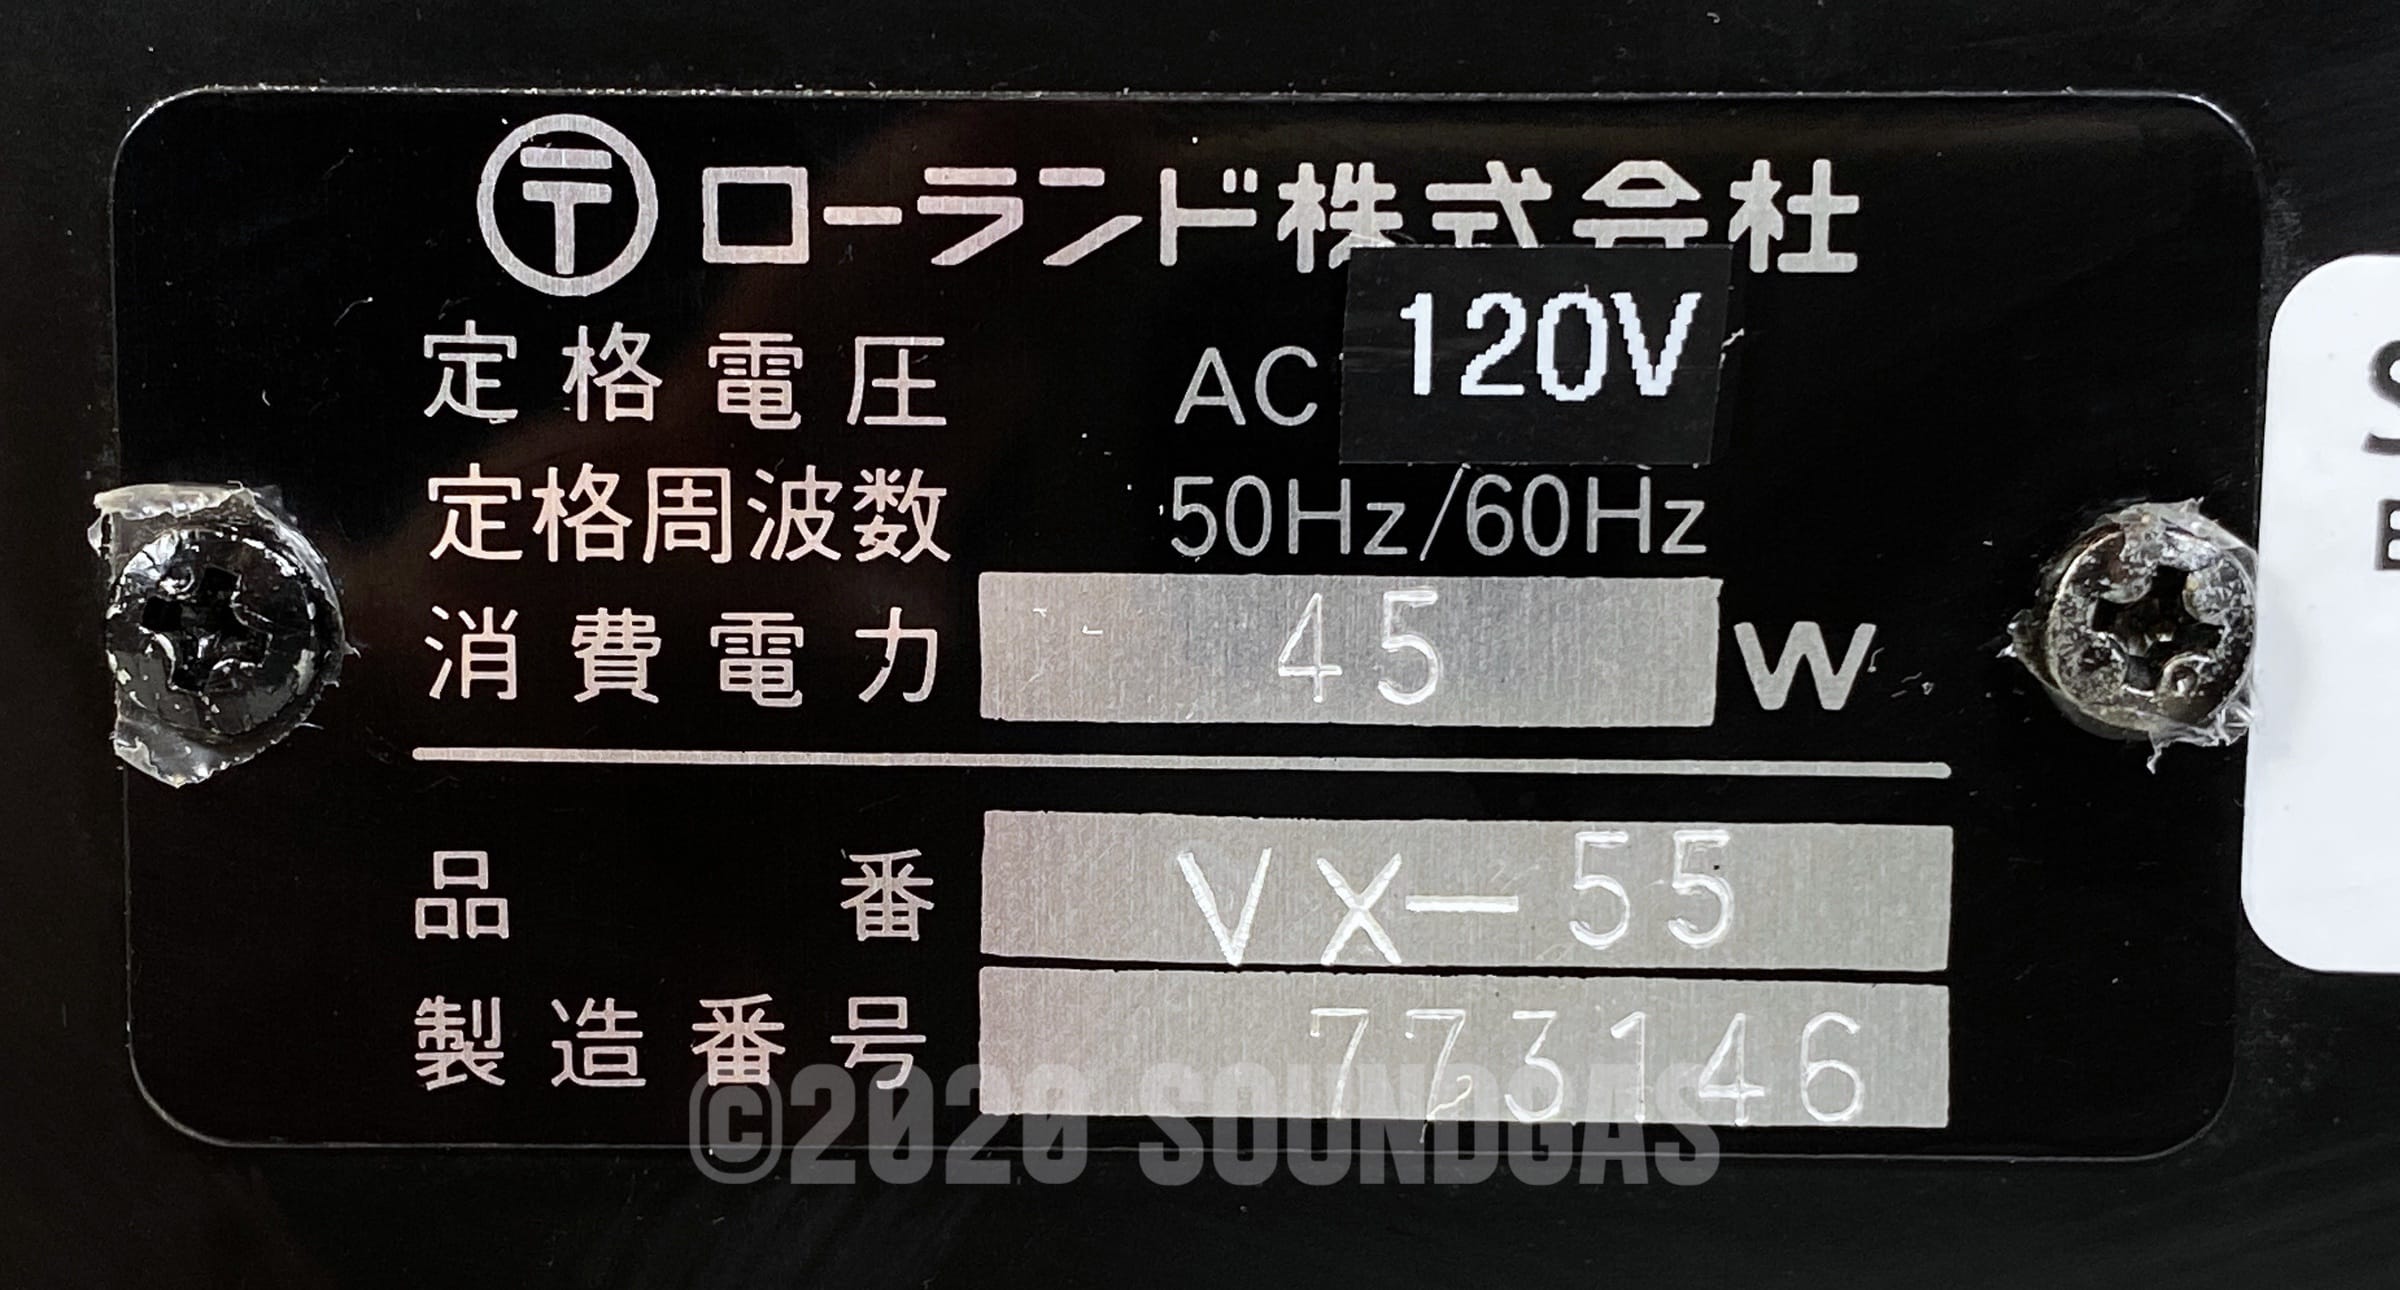 〒 ローランド株式会社
定格電圧 AC 120V
定格周波数 50Hz/60Hz
消費電力 45 W
品番 VX-55
製造番号 773146
©2020 SOUNDGAS